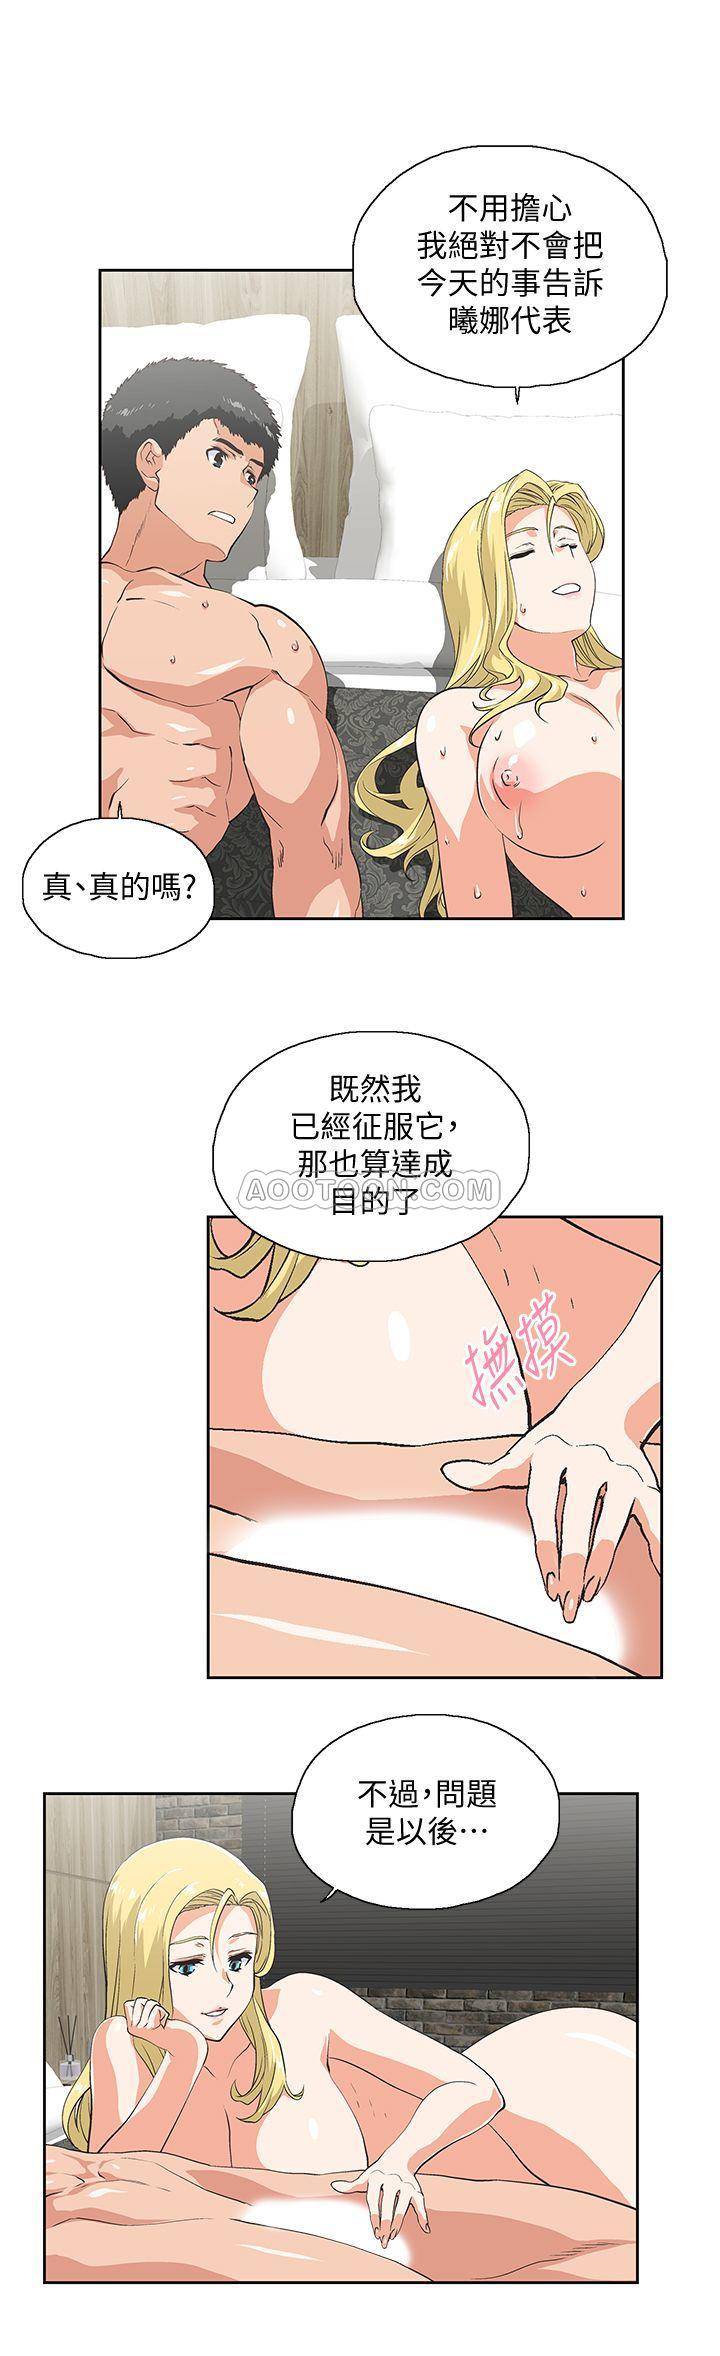 不用擔心
我絕對不會把
今天的事告訴
曦娜代表
真、真的嗎?
既然我
已經征服它，
那也算達成
目的了
AOOTOON.COM
撫摸
不過，問題
是以後…